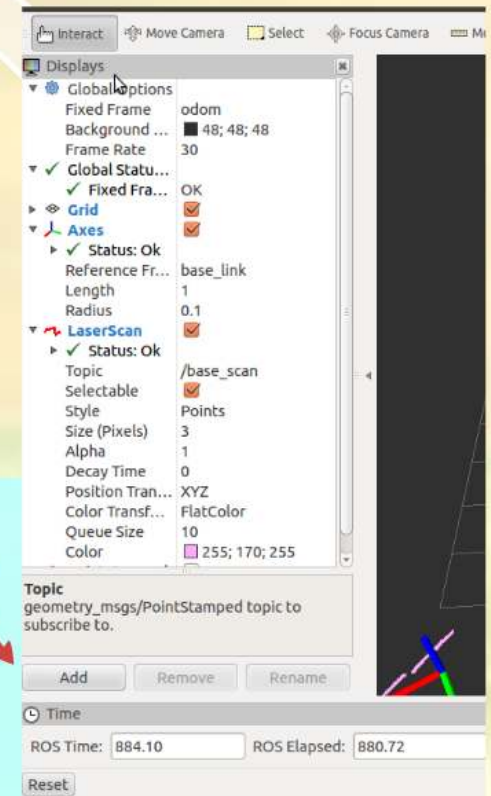 Interact Move Camera Select Focus Camera
Displays
Global Options
Fixed Frame odom
Background ... 48; 48; 48
Frame Rate 30
Global Statu...
Fixed Fra... OK
Grid
Axes
Status: Ok
Reference Fr... base_link
Length 1
Radius 0.1
LaserScan
Status: Ok
Topic /base_scan
Selectable
Style Points
Size (Pixels) 3
Alpha 1
Decay Time 0
Position Tran... XYZ
Color Transf... FlatColor
Queue Size 10
Color 255; 170; 255
Topic
geometry_msgs/PointStamped topic to
subscribe to.
Add Remove Rename
Time
ROS Time: 884.10 ROS Elapsed: 880.72
Reset